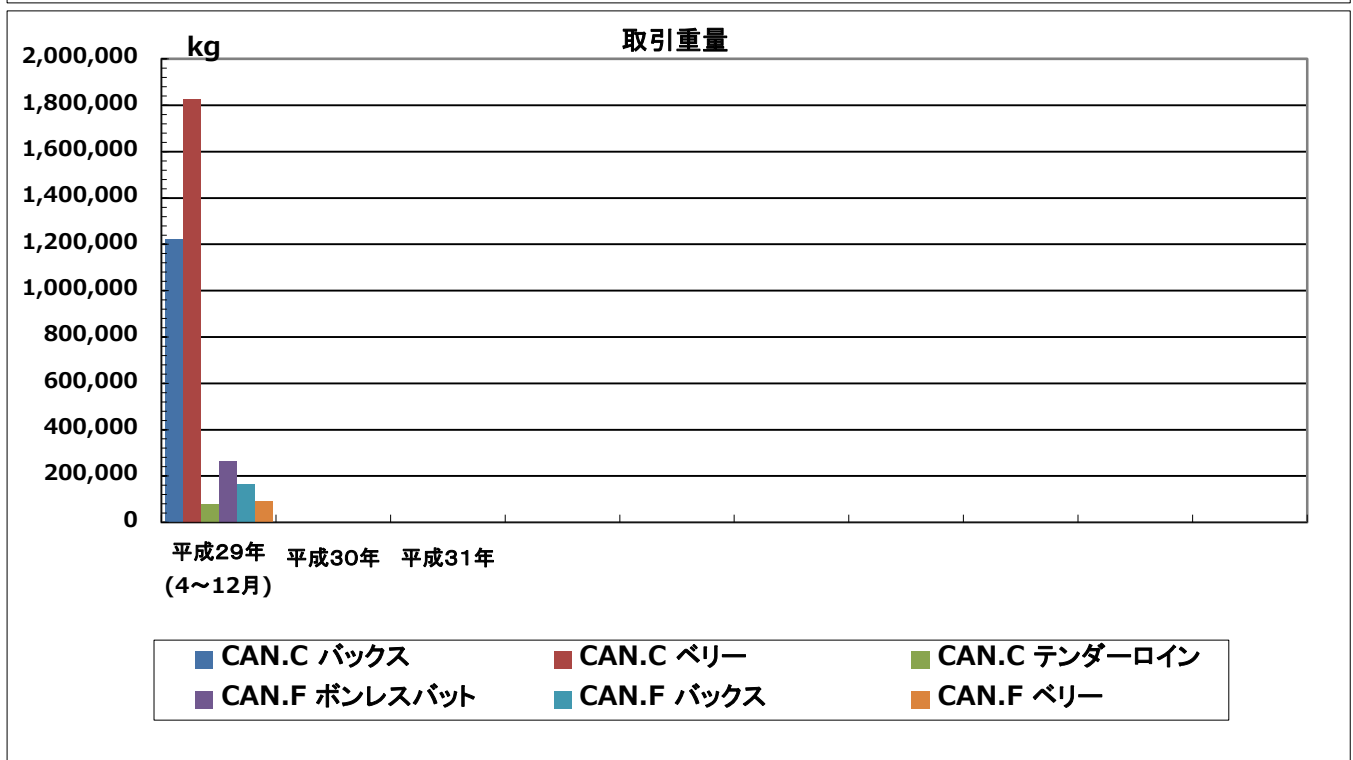 取引重量
kg
2,000,000
1,800,000
1,600,000
1,400,000
1,200,000
1,000,000
800,000
600,000
400,000
200,000
0
平成29年 平成30年 平成31年
(4～12月)
CAN.C バックス CAN.C ベリー CAN.C テンダーロイン
CAN.F ボンレスバット CAN.F バックス CAN.F ベリー